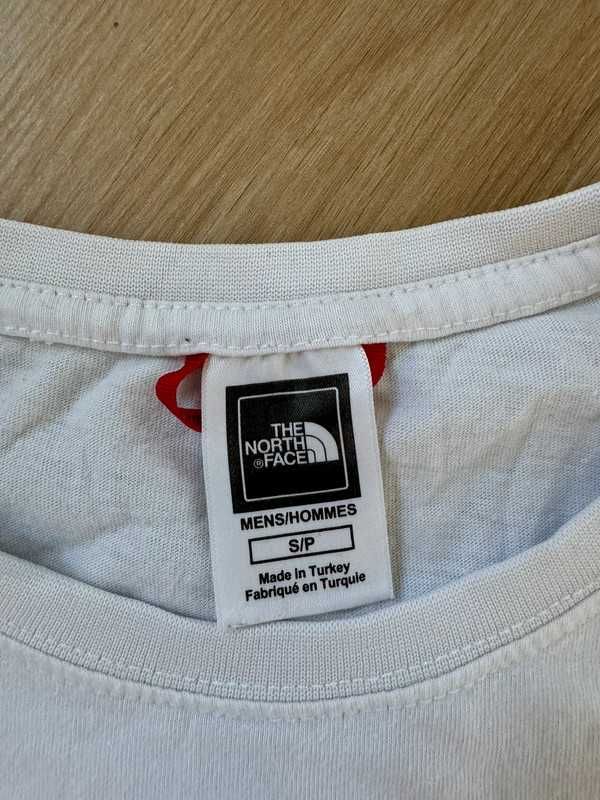 THE
NORTH
®FACE
MENS/HOMMES
S/P
Made in Turkey
Fabriqué en Turquie